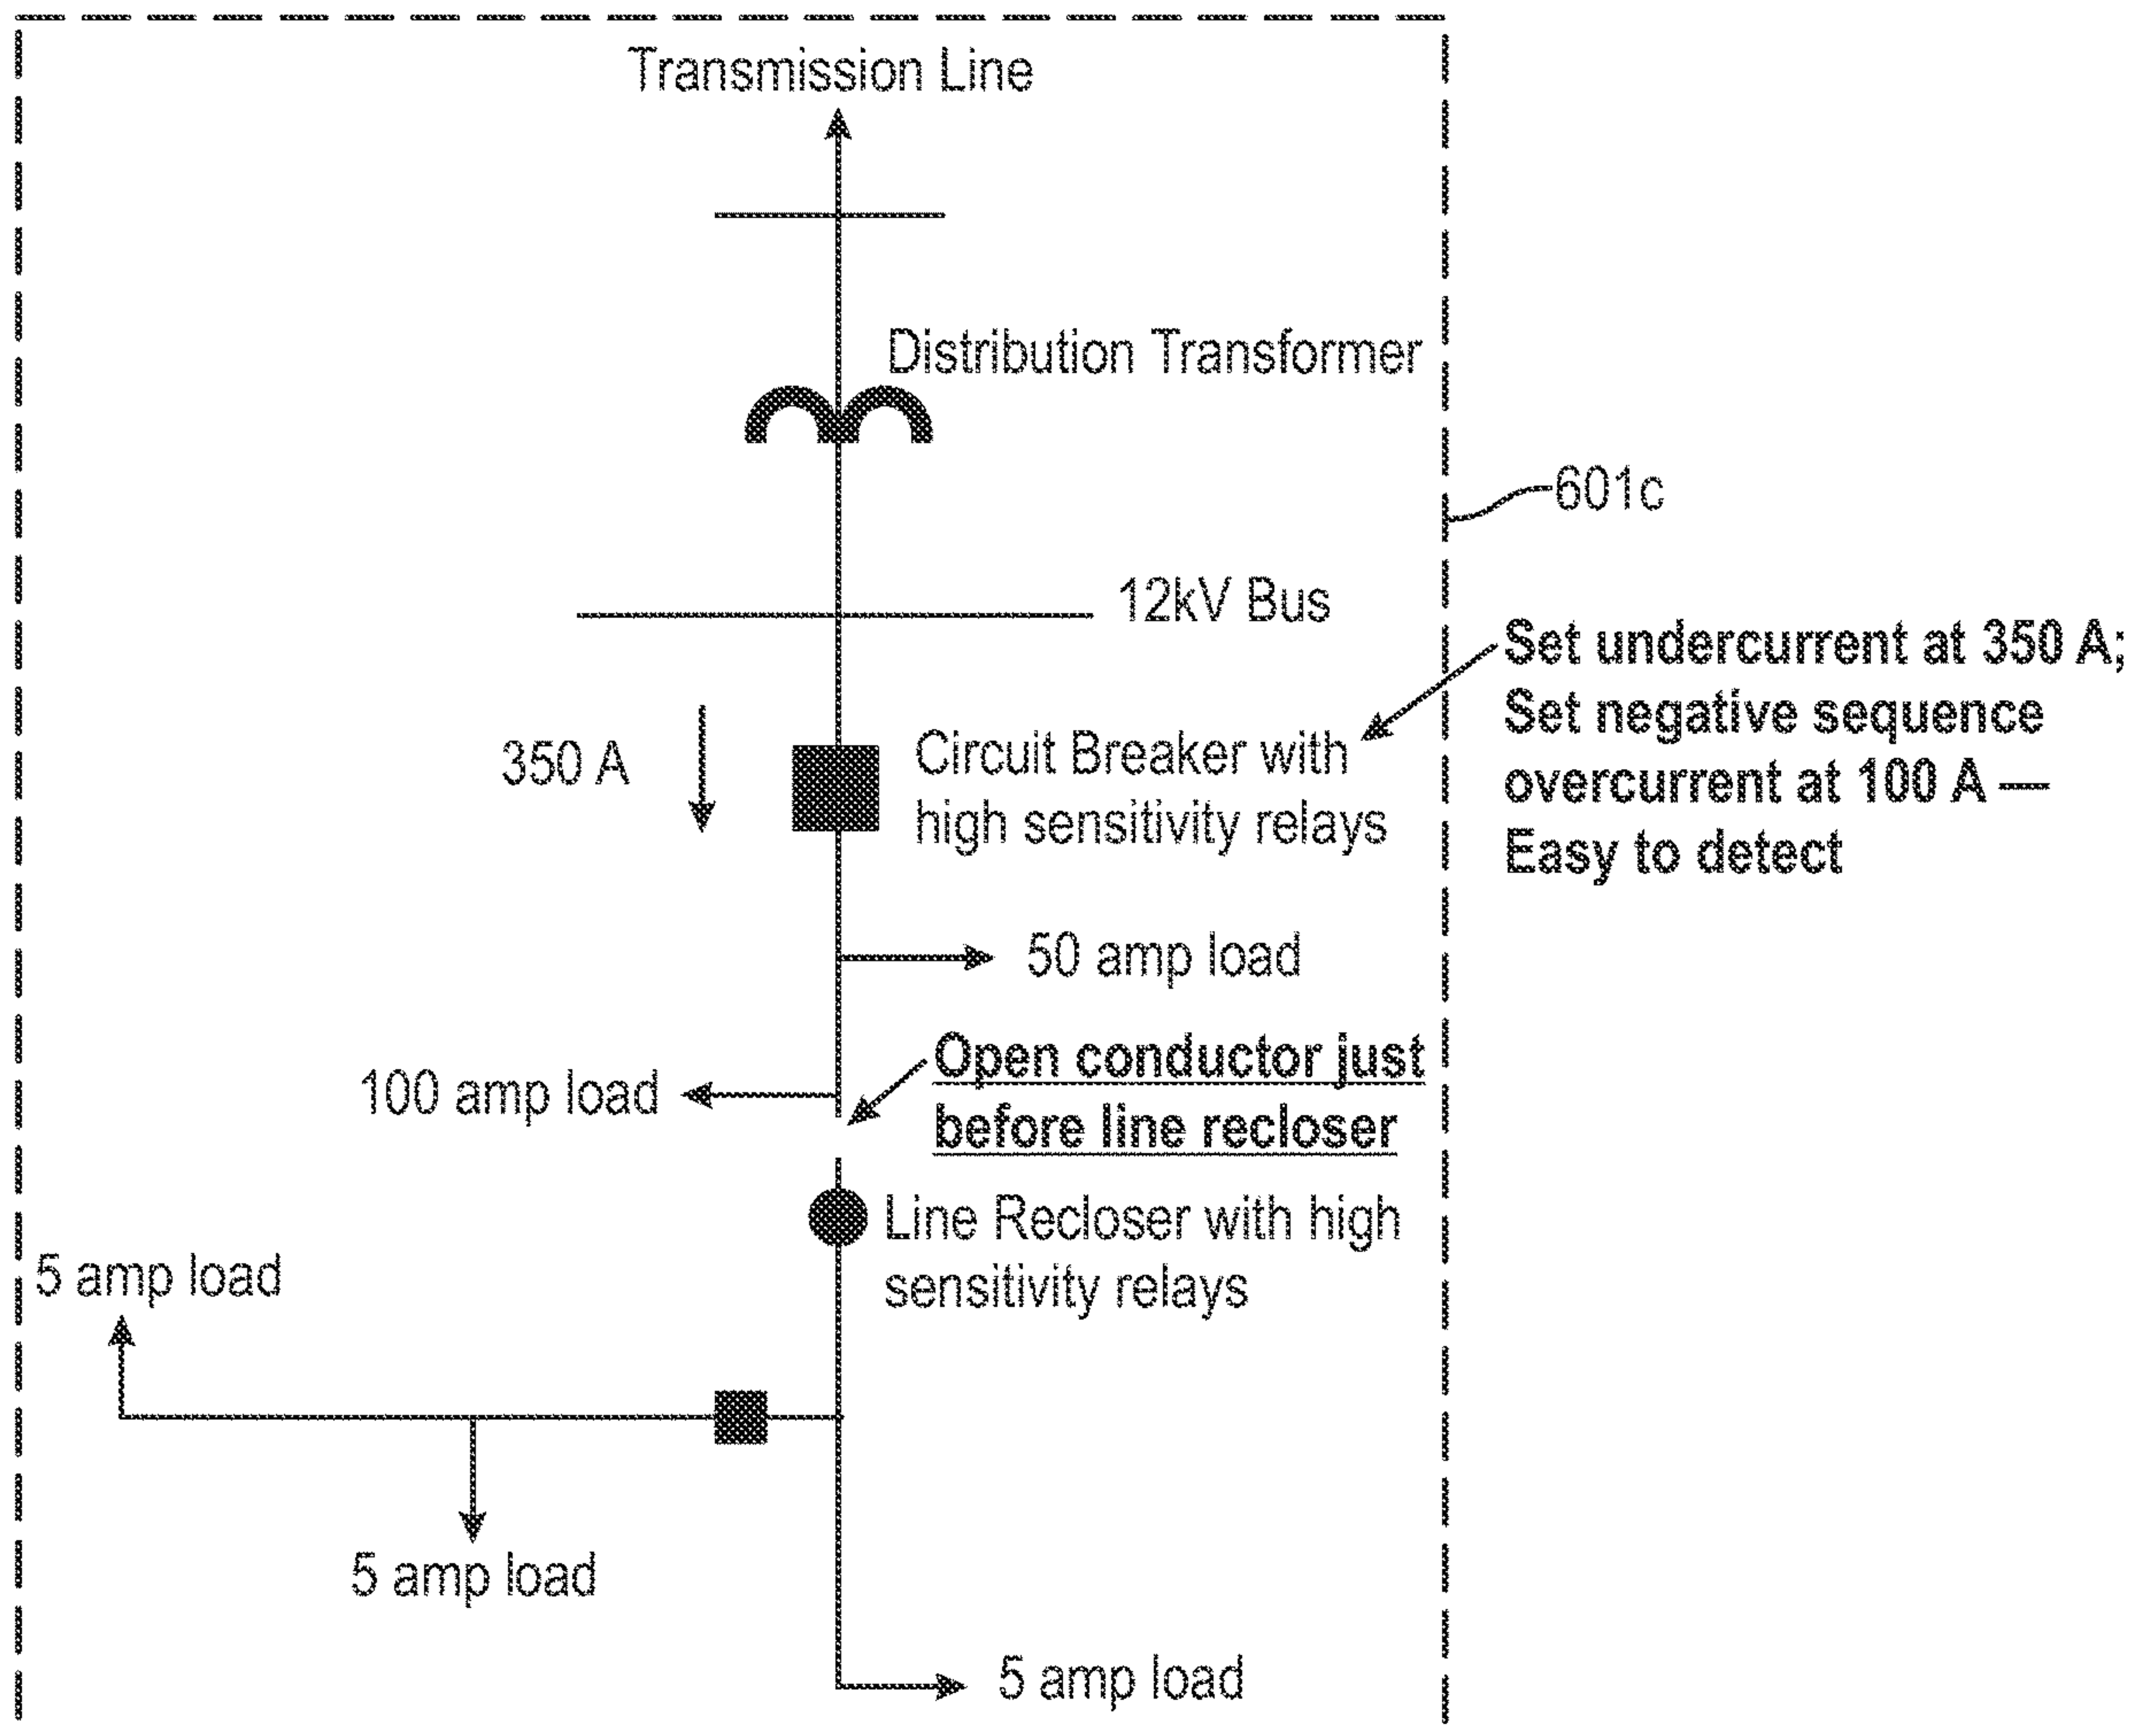 Transmission Line
Distribution Transformer
601c
12kV Bus
Set undercurrent at 350 A;
Set negative sequence
overcurrent at 100 A —
Easy to detect
350 A
Circuit Breaker with
high sensitivity relays
50 amp load
Open conductor just
before line recloser
100 amp load
Line Recloser with high
sensitivity relays
5 amp load
5 amp load
5 amp load